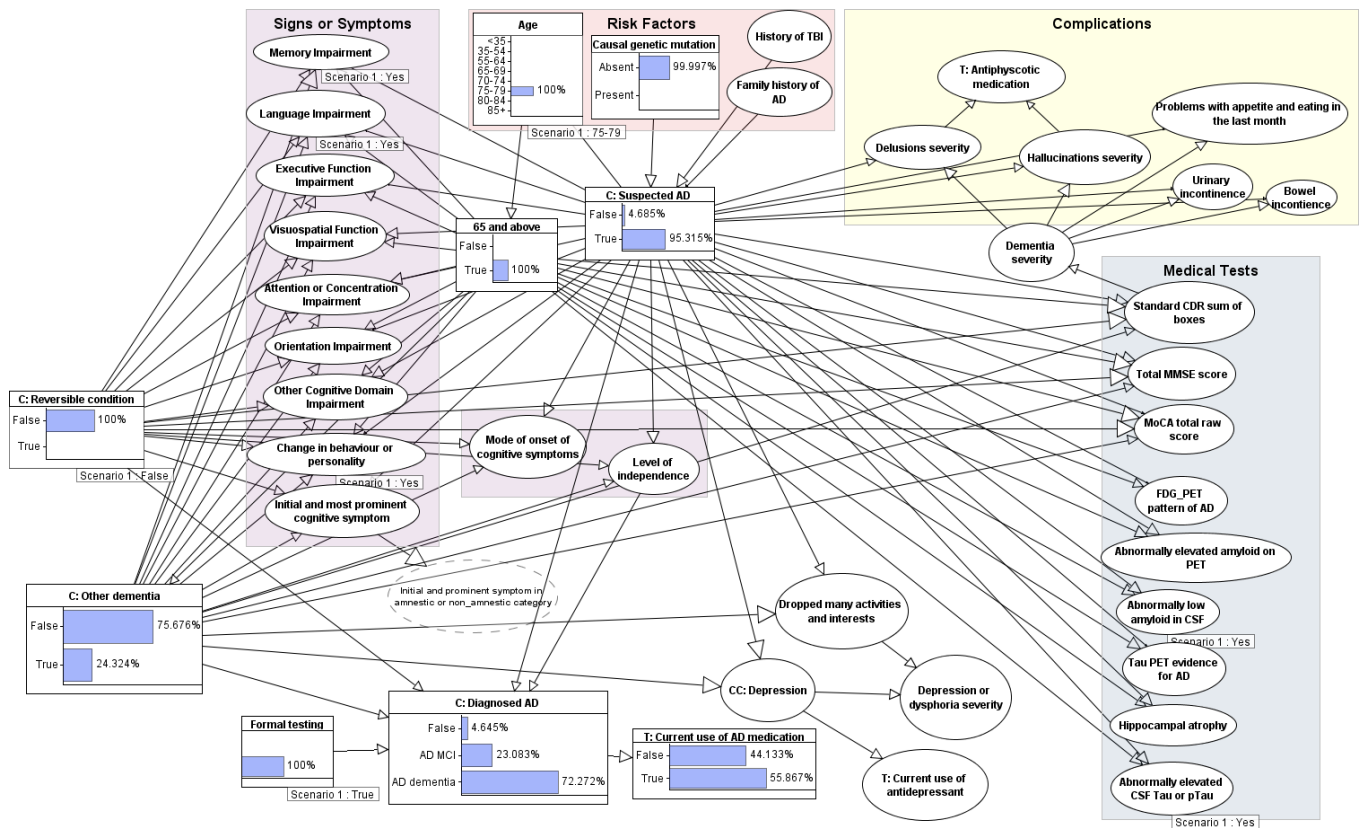 Signs or Symptoms
Memory Impairment
Scenario 1 : Yes
Language Impairment
Scenario 1 : Yes
Executive Function
Impairment
Visuospatial Function
Impairment
Attention or Concentration
Impairment
Orientation Impairment
Other Cognitive Domain
Impairment
Change in behaviour or
personality
Scenario 1 : Yes
Initial and most prominent
cognitive symptom
Risk Factors
Age
<35
35-54
55-64
65-69
70-74
75-79
100%
80-84
85+
Scenario 1 : 75-79
Causal genetic mutation
Absent
99.997%
Present
History of TBI
Family history of
AD
Complications
T: Antiphyscotic
medication
Problems with appetite and eating in
the last month
Delusions severity
Hallucinations severity
Urinary
incontinence
Bowel
incontience
Dementia
severity
C: Suspected AD
False
4.685%
True
95.315%
65 and above
False
True
100%
Medical Tests
Standard CDR sum of
boxes
Total MMSE score
MoCA total raw
score
FDG_PET
pattern of AD
Abnormally elevated amyloid on
PET
Abnormally low
amyloid in CSF
Scenario 1 : Yes
Tau PET evidence
for AD
Hippocampal atrophy
Abnormally elevated
CSF Tau or pTau
Scenario 1 : Yes
C: Reversible condition
False
100%
True
Scenario 1 : False
Mode of onset of
cognitive symptoms
Level of
independence
Initial and prominent symptom in
amnestic or non_amnestic category
C: Other dementia
False
75.676%
True
24.324%
Dropped many activities
and interests
CC: Depression
Depression or
dysphoria severity
T: Current use of
antidepressant
Formal testing
100%
Scenario 1 : True
C: Diagnosed AD
False
4.645%
AD MCI
23.083%
AD dementia
72.272%
T: Current use of AD medication
False
44.133%
True
55.867%